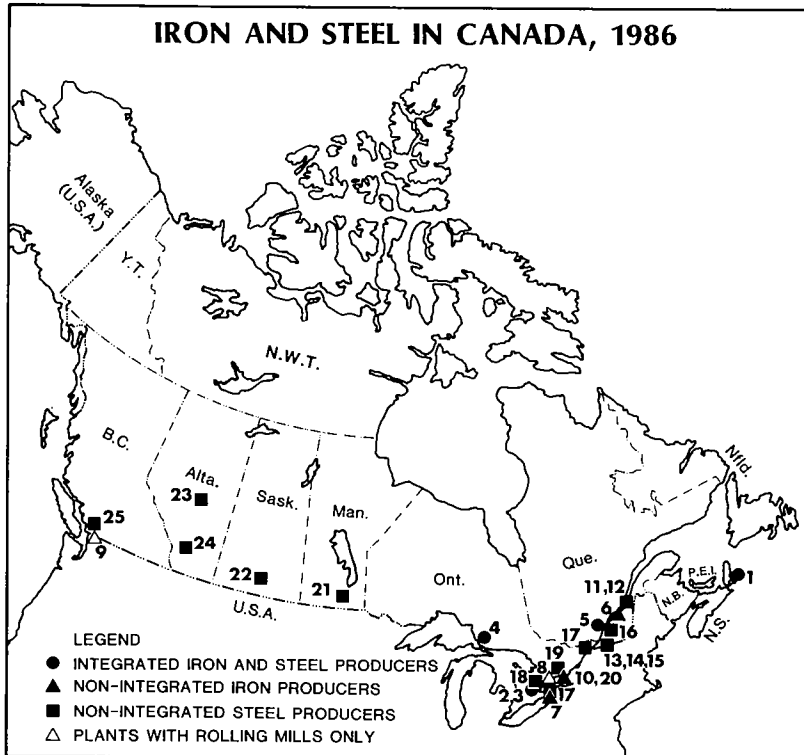 IRON AND STEEL IN CANADA, 1986
Alaska
(U.S.A.)
Y.T.
N.W.T.
B.C.
Alta.
Sask.
Man.
Ont.
Que.
Nfld.
P.E.I.
N.B.
N.S.
U.S.A.
23
24
25
9
22
21
4
11,12
6
5
16
1
17
13,14,15
19
8
18
10,20
2,3
17
7
LEGEND
INTEGRATED IRON AND STEEL PRODUCERS
NON-INTEGRATED IRON PRODUCERS
NON-INTEGRATED STEEL PRODUCERS
PLANTS WITH ROLLING MILLS ONLY